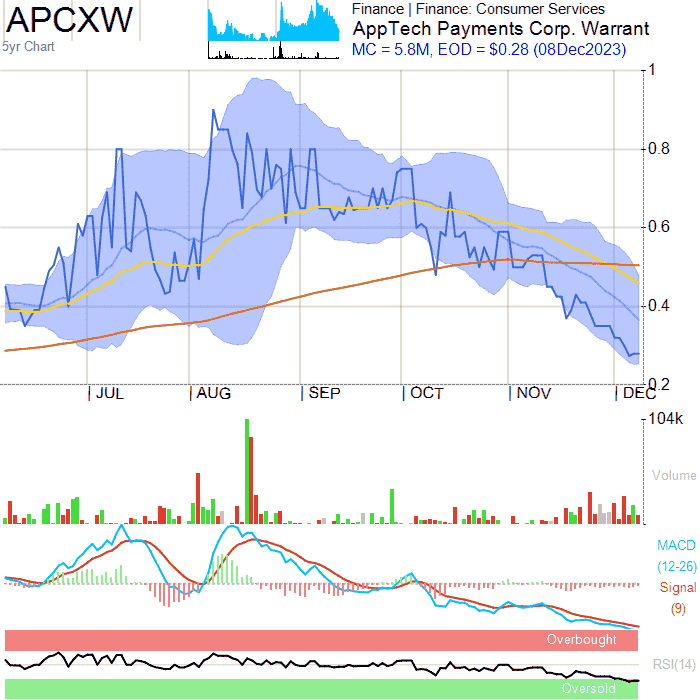 APCXW
5yr Chart
Finance | Finance: Consumer Services
AppTech Payments Corp. Warrant
MC = 5.8M, EOD = $0.28 (08Dec2023)
1
0.8
0.6
0.4
0.2
JUL AUG SEP OCT NOV DEC
104k
Volume
MACD
(12-26)
Signal
(9)
Overbought
RSI(14)
Oversold